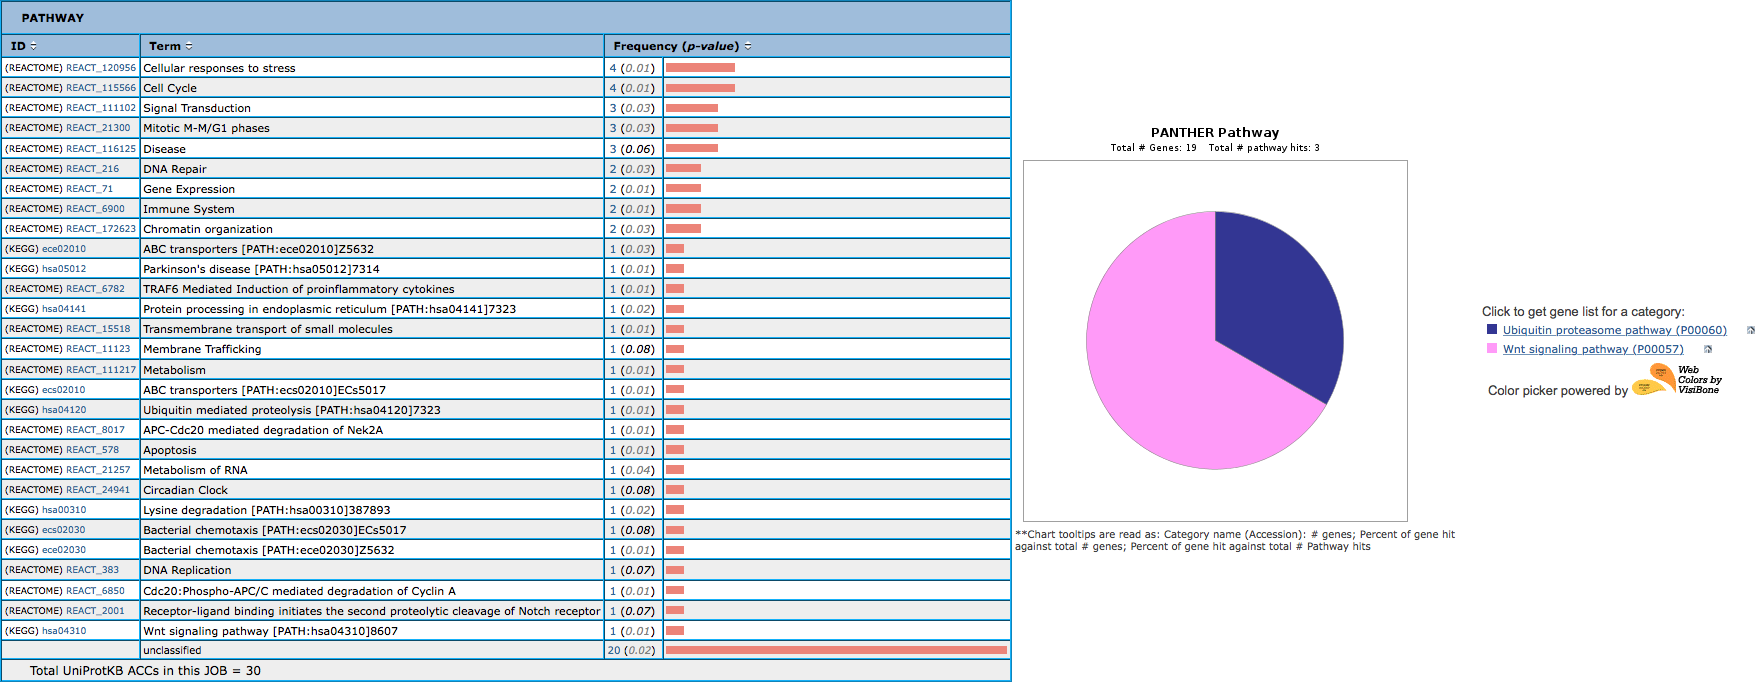 PATHWAY
ID Term Frequency (p-value)
(REACTOME) REACT_120956 Cellular responses to stress 4 (0.01)
(REACTOME) REACT_115566 Cell Cycle 4 (0.01)
(REACTOME) REACT_111102 Signal Transduction 3 (0.03)
(REACTOME) REACT_21300 Mitotic M-M/G1 phases 3 (0.03)
(REACTOME) REACT_116125 Disease 3 (0.06)
(REACTOME) REACT_216 DNA Repair 2 (0.03)
(REACTOME) REACT_71 Gene Expression 2 (0.01)
(REACTOME) REACT_6900 Immune System 2 (0.01)
(REACTOME) REACT_172623 Chromatin organization 2 (0.03)
(KEGG) ece02010 ABC transporters [PATH:ece02010]Z5632 1 (0.03)
(KEGG) hsa05012 Parkinson's disease [PATH:hsa05012]7314 1 (0.01)
(REACTOME) REACT_6782 TRAF6 Mediated Induction of proinflammatory cytokines 1 (0.01)
(KEGG) hsa04141 Protein processing in endoplasmic reticulum [PATH:hsa04141]7323 1 (0.02)
(REACTOME) REACT_15518 Transmembrane transport of small molecules 1 (0.01)
(REACTOME) REACT_11123 Membrane Trafficking 1 (0.08)
(REACTOME) REACT_111217 Metabolism 1 (0.01)
(KEGG) ecs02010 ABC transporters [PATH:ecs02010]ECs5017 1 (0.01)
(KEGG) hsa04120 Ubiquitin mediated proteolysis [PATH:hsa04120]7323 1 (0.01)
(REACTOME) REACT_8017 APC-Cdc20 mediated degradation of Nek2A 1 (0.01)
(REACTOME) REACT_578 Apoptosis 1 (0.01)
(REACTOME) REACT_21257 Metabolism of RNA 1 (0.04)
(REACTOME) REACT_24941 Circadian Clock 1 (0.08)
(KEGG) hsa00310 Lysine degradation [PATH:hsa00310]387893 1 (0.02)
(KEGG) ecs02030 Bacterial chemotaxis [PATH:ecs02030]ECs5017 1 (0.08)
(KEGG) ece02030 Bacterial chemotaxis [PATH:ece02030]Z5632 1 (0.01)
(REACTOME) REACT_383 DNA Replication 1 (0.07)
(REACTOME) REACT_6850 Cdc20:Phospho-APC/C mediated degradation of Cyclin A 1 (0.01)
(REACTOME) REACT_2001 Receptor-ligand binding initiates the second proteolytic cleavage of Notch receptor 1 (0.07)
(KEGG) hsa04310 Wnt signaling pathway [PATH:hsa04310]8607 1 (0.01)
unclassified 20 (0.02)
Total UniProtKB ACCs in this JOB = 30
PANTHER Pathway
Total # Genes: 19 Total # pathway hits: 3
**Chart tooltips are read as: Category name (Accession): # genes; Percent of gene hit
against total # genes; Percent of gene hit against total # Pathway hits
Click to get gene list for a category:
Ubiquitin proteasome pathway (P00060)
Wnt signaling pathway (P00057)
Color picker powered by
Web
Colors by
VisiBone